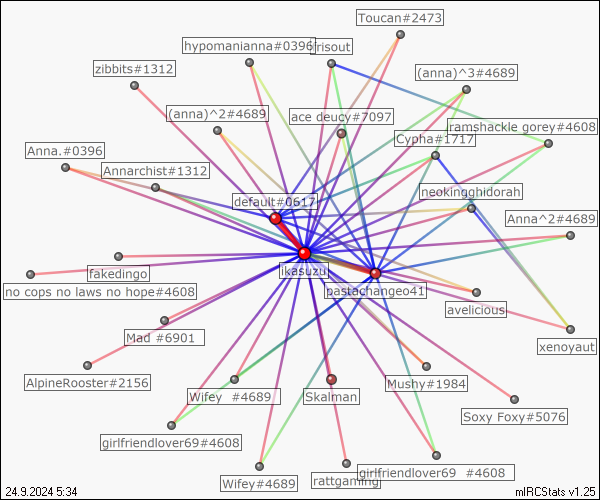 Toucan#2473
hypomanianna#0396
risout
zibbits#1312
(anna)^3#4689
(anna)^2#4689
ace deucy#7097
ramshackle gorey#4608
Cypha#1717
Anna.#0396
Annarchist#1312
neokingghidorah
default#0617
Anna^2#4689
ikasuzu
fakedingo
no cops no laws no hope#4608
pastachangeo41
avelicious
Mad #6901
xenoyaut
AlpineRooster#2156
Mushy#1984
Wifey #4689
Skalman
Soxy Foxy#5076
girlfriendlover69#4608
girlfriendlover69 #4608
Wifey#4689
rattgaming
24.9.2024 5:34
mIRCStats v1.25